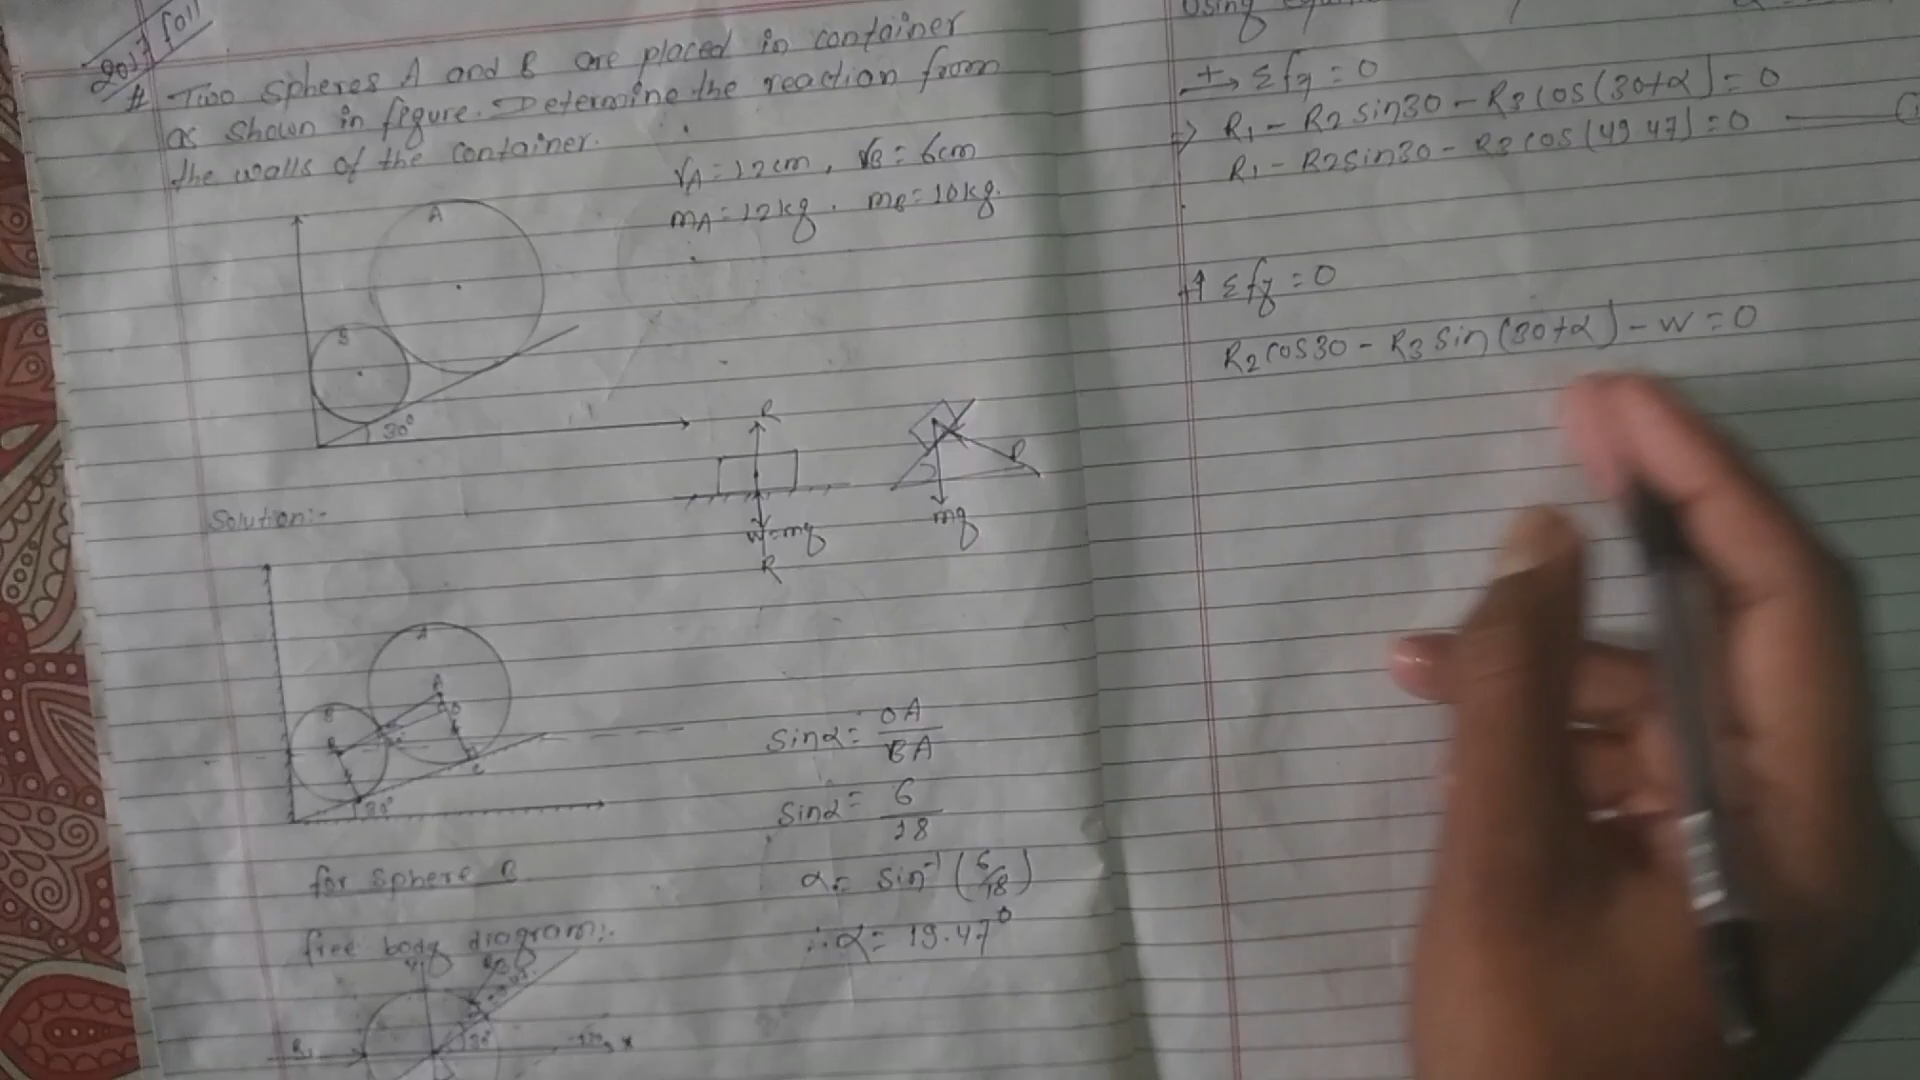 2017 fall
# Two spheres A and B are placed in container
as shown in figure. Determine the reaction from
the walls of the container.
rA = 12cm, rB = 6cm
mA = 12kg. mB = 10kg.
A
B
30°
R
W=mg
R
R
mg
Solution:-
A
A
B
B
C
30°
sinα = OA/BA
sinα = 6/18
α = sin⁻¹(6/18)
∴ α = 19.47°
for sphere B
free body diagram:-
R1
30°
x
Using
+→ Σfx = 0
⇒ R1 - R2 sin30 - R3 cos(30+α) = 0
R1 - R2 sin30 - R3 cos(49.47) = 0
+↑ Σfy = 0
R2 cos30 - R3 sin(30+α) - W = 0